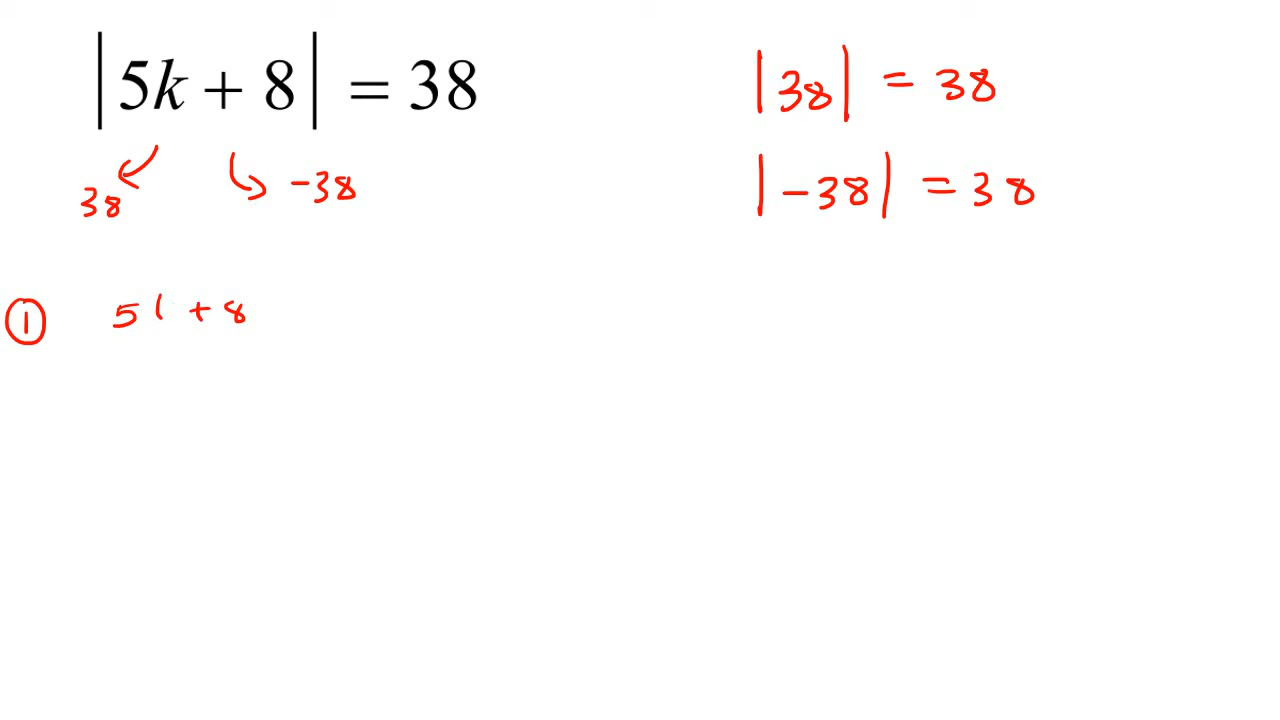 |5k + 8| = 38
38 -38
|38| = 38
|-38| = 38
① 5( + 8